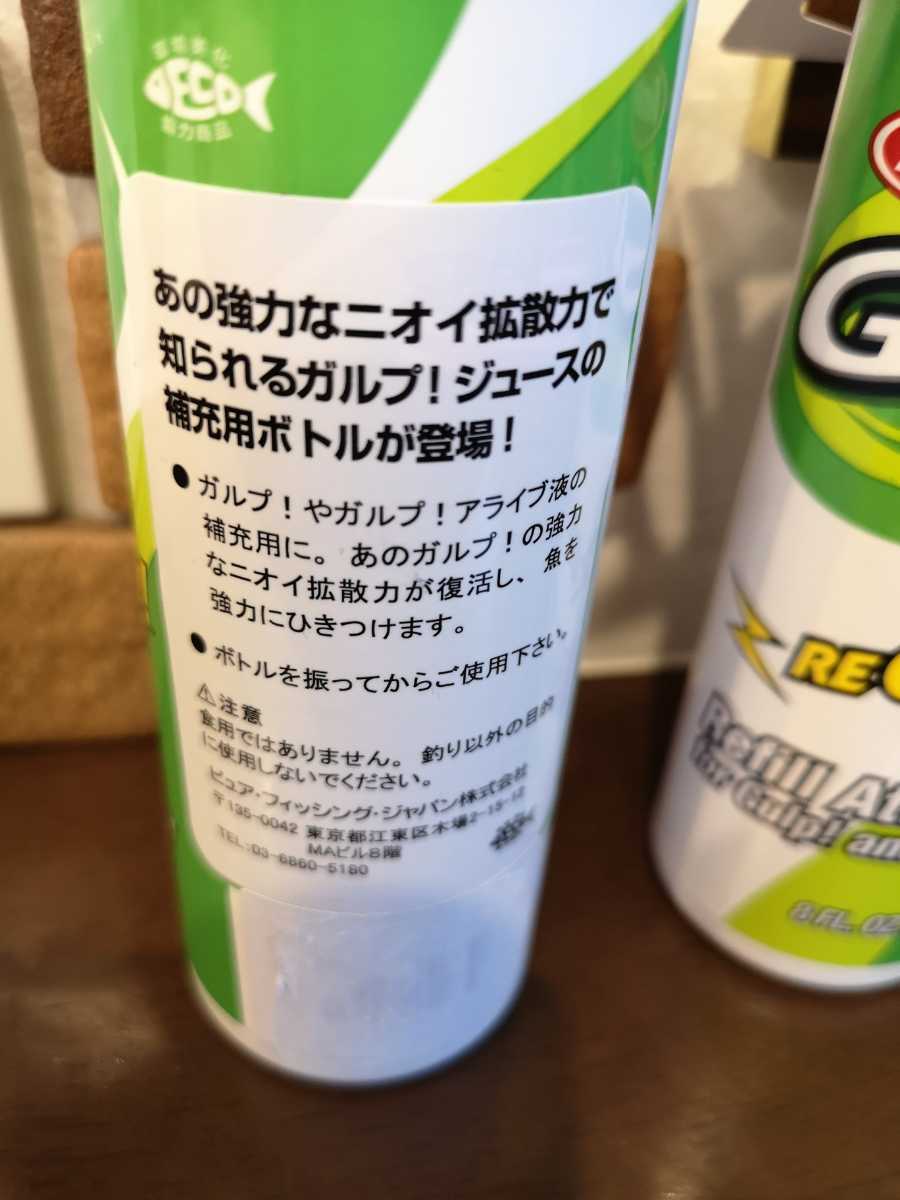 ECO
協力商品
あの強力なニオイ拡散力で
知られるガルプ！ジュースの
補充用ボトルが登場！
● ガルプ！やガルプ！アライブ液の
補充用に。あのガルプ！の強力
なニオイ拡散力が復活し、魚を
強力にひきつけます。
● ボトルを振ってからご使用下さい。
⚠注意
食用ではありません。釣り以外の目的
に使用しないでください。
ピュア・フィッシング・ジャパン株式会社
〒135-0042 東京都江東区木場2-15-12
MAビル8階
TEL:03-6860-5180
G
RE-
Refill
for Gulp! an
8 FL. OZ